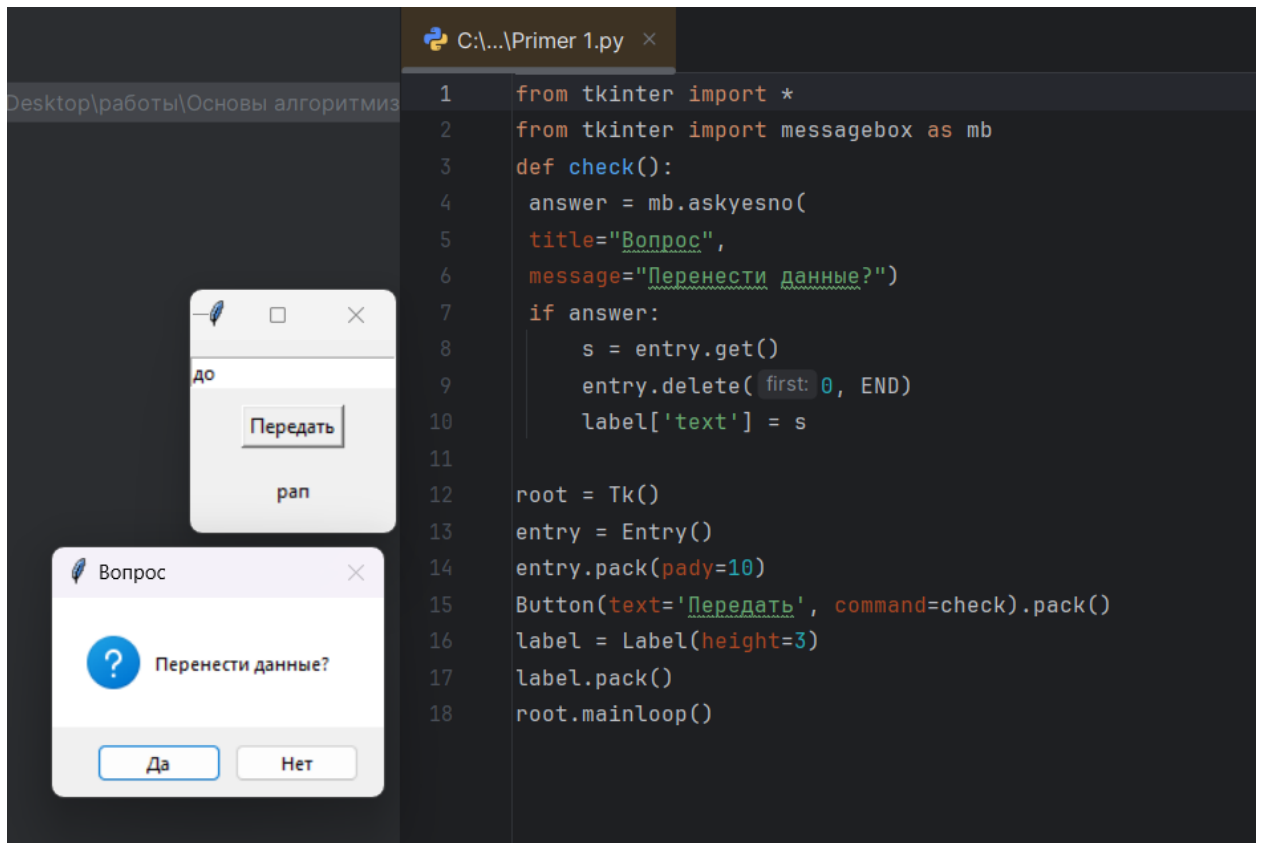 C:\...\Primer 1.py
Desktop\работы\Основы алгоритмиз
1 from tkinter import *
2 from tkinter import messagebox as mb
3 def check():
4 answer = mb.askyesno(
5 title="Вопрос",
6 message="Перенести данные?")
7 if answer:
8 s = entry.get()
9 entry.delete( first: 0, END)
10 label['text'] = s
11
12 root = Tk()
13 entry = Entry()
14 entry.pack(pady=10)
15 Button(text='Передать', command=check).pack()
16 label = Label(height=3)
17 label.pack()
18 root.mainloop()
до
Передать
рап
Вопрос
Перенести данные?
Да Нет